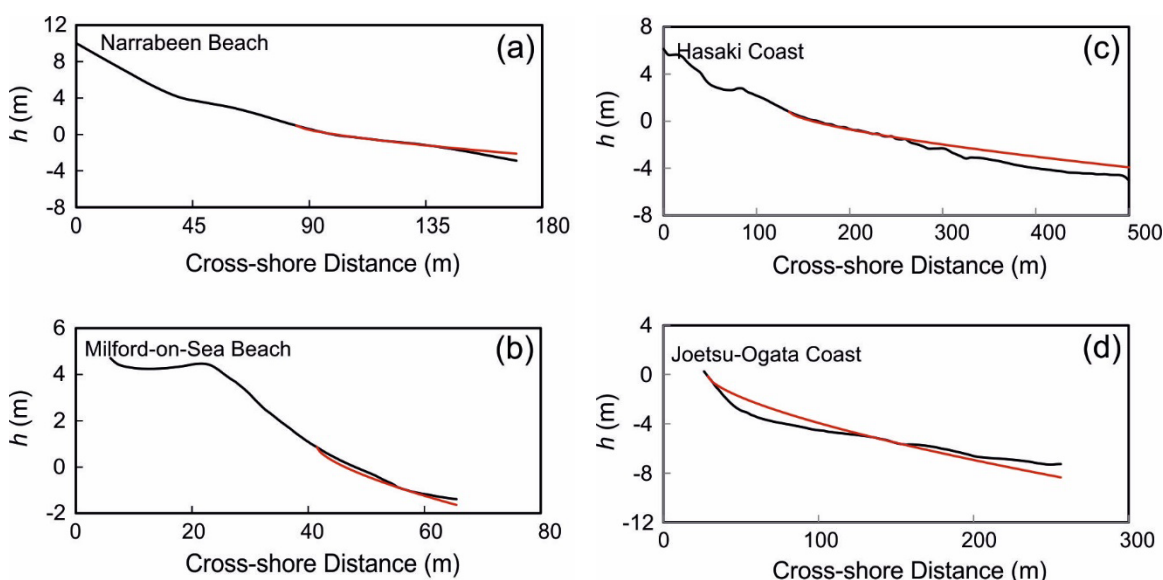 (a)
Narrabeen Beach
12
8
4
0
-4
-8
h (m)
0 45 90 135 180
Cross-shore Distance (m)
(b)
Milford-on-Sea Beach
6
4
2
0
-2
h (m)
0 20 40 60 80
Cross-shore Distance (m)
(c)
Hasaki Coast
8
4
0
-4
-8
h (m)
0 100 200 300 400 500
Cross-shore Distance (m)
(d)
Joetsu-Ogata Coast
4
0
-4
-8
-12
h (m)
0 100 200 300
Cross-shore Distance (m)